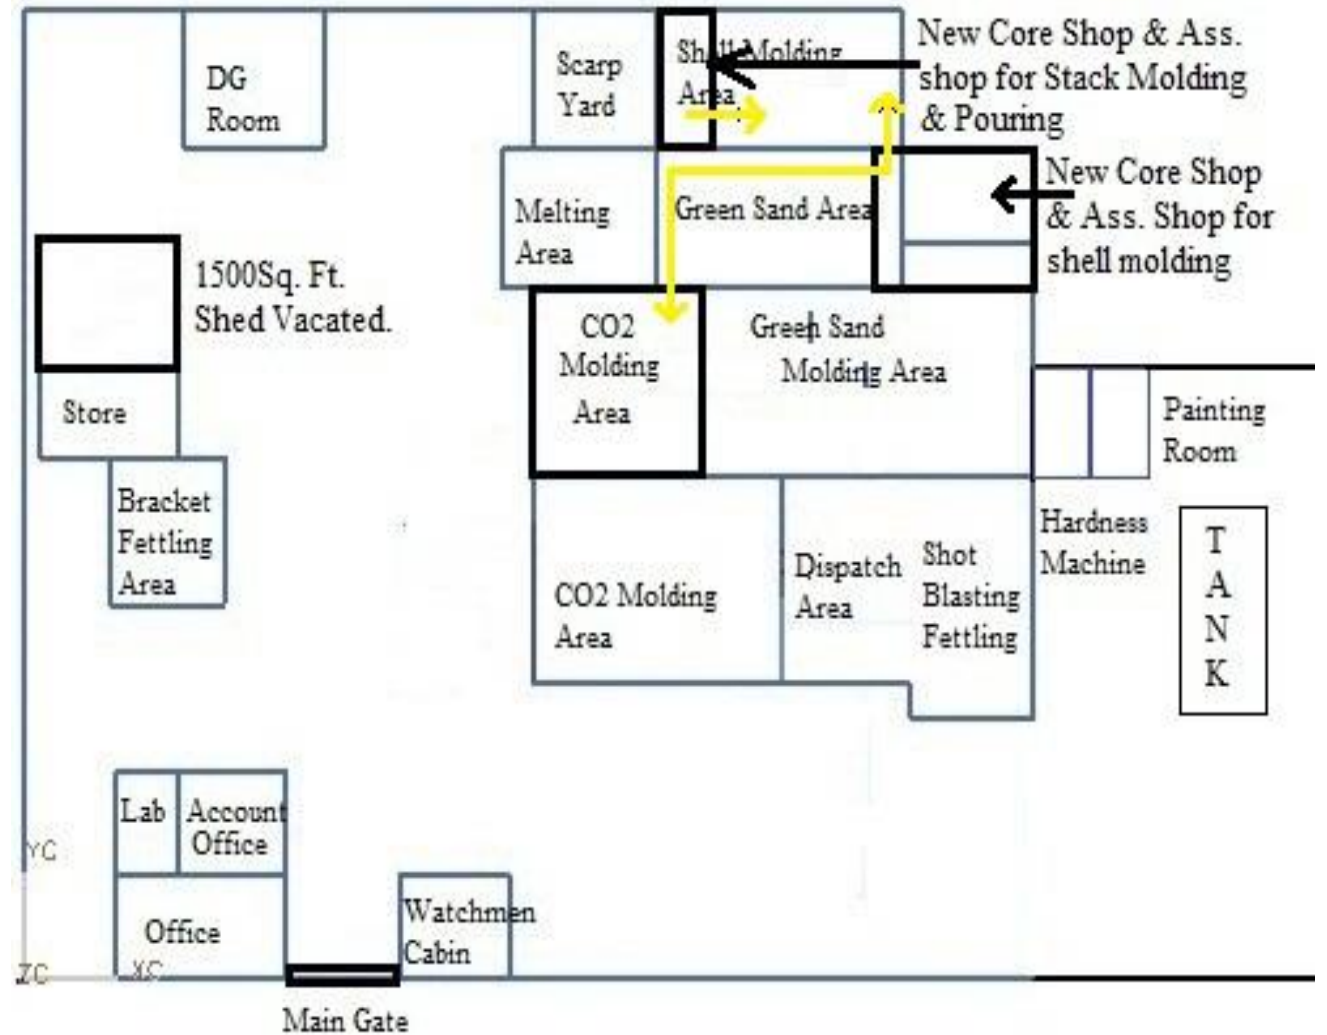 DG
Room
Scarp
Yard
Shell Molding
Area
New Core Shop & Ass.
shop for Stack Molding
& Pouring
New Core Shop
& Ass. Shop for
shell molding
Melting
Area
Green Sand Area
1500Sq. Ft.
Shed Vacated.
CO2
Molding
Area
Green Sand
Molding Area
Store
Painting
Room
Bracket
Fettling
Area
Hardness
Machine
T
A
N
K
CO2 Molding
Area
Dispatch
Area
Shot
Blasting
Fettling
Lab
Account
Office
YC
Office
Watchmen
Cabin
ZC
XC
Main Gate